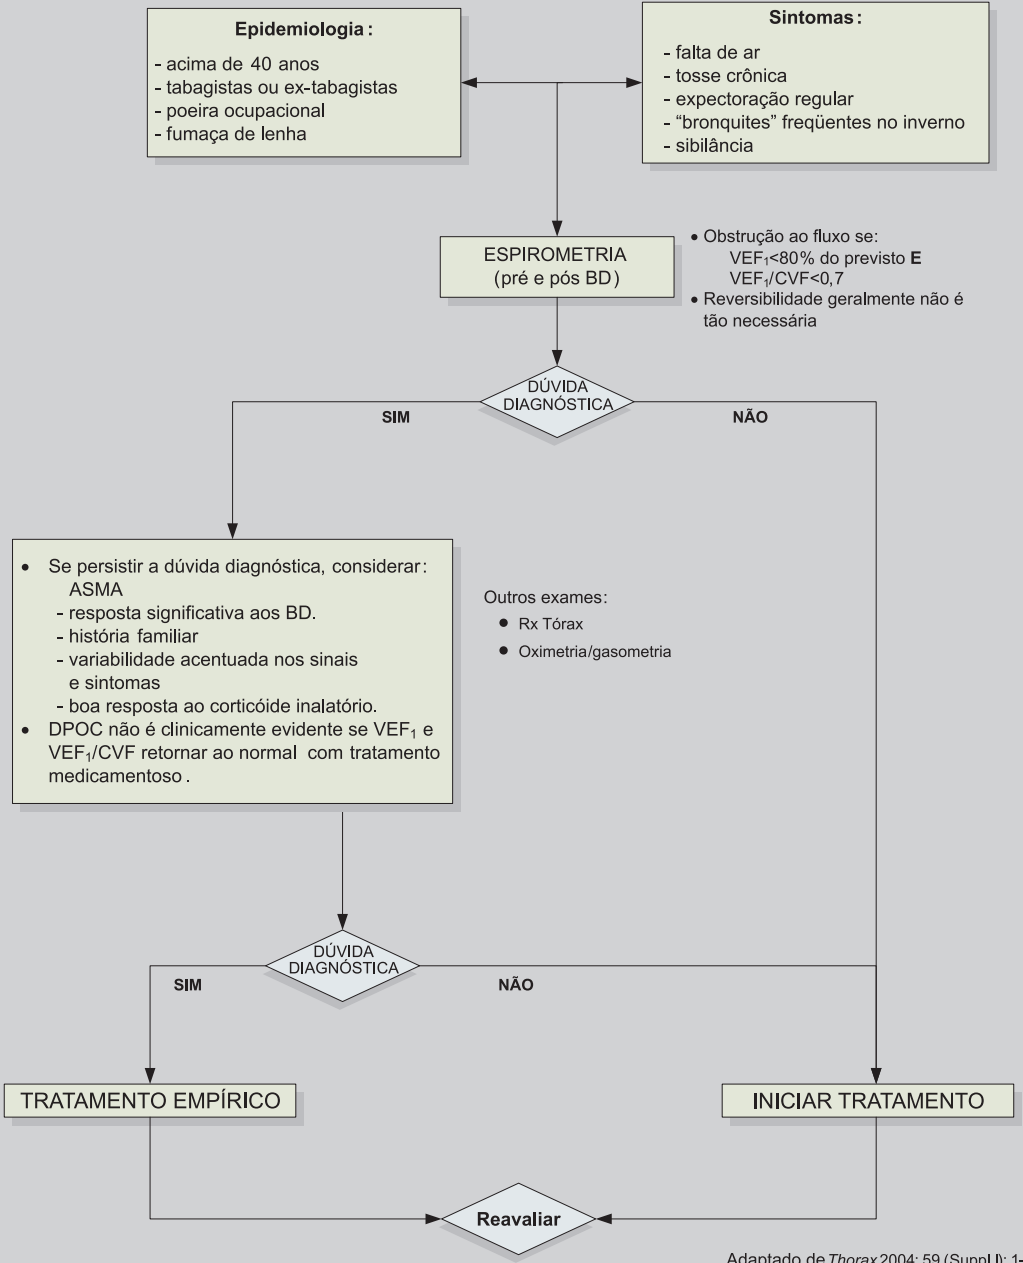 Epidemiologia:
- acima de 40 anos
- tabagistas ou ex-tabagistas
- poeira ocupacional
- fumaça de lenha
Sintomas:
- falta de ar
- tosse crônica
- expectoração regular
- “bronquites” freqüentes no inverno
- sibilância
ESPIROMETRIA
(pré e pós BD)
• Obstrução ao fluxo se:
VEF₁<80% do previsto E
VEF₁/CVF<0,7
• Reversibilidade geralmente não é
tão necessária
DÚVIDA
DIAGNÓSTICA
SIM
NÃO
• Se persistir a dúvida diagnóstica, considerar:
ASMA
- resposta significativa aos BD.
- história familiar
- variabilidade acentuada nos sinais
e sintomas
- boa resposta ao corticóide inalatório.
• DPOC não é clinicamente evidente se VEF₁ e
VEF₁/CVF retornar ao normal com tratamento
medicamentoso.
Outros exames:
• Rx Tórax
• Oximetria/gasometria
DÚVIDA
DIAGNÓSTICA
SIM
NÃO
TRATAMENTO EMPÍRICO
INICIAR TRATAMENTO
Reavaliar
Adaptado de Thorax 2004; 59 (Suppl I): 1-